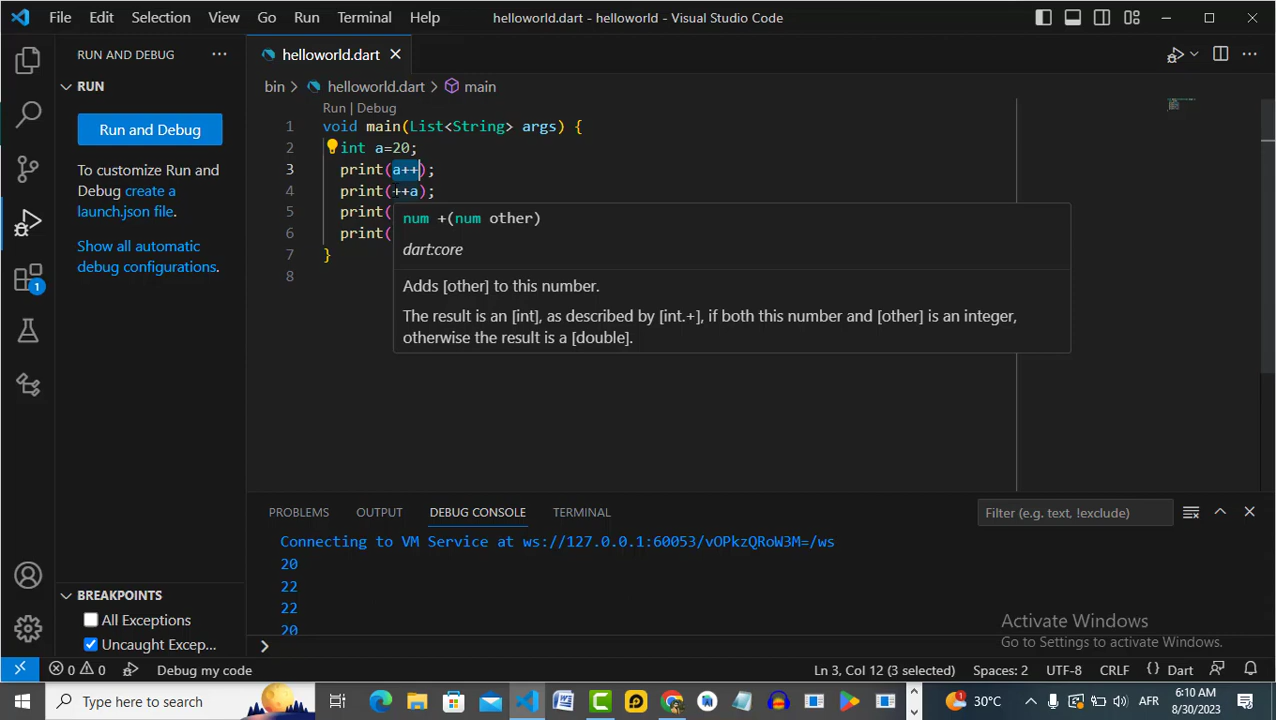 File Edit Selection View Go Run Terminal Help helloworld.dart - helloworld - Visual Studio Code
RUN AND DEBUG ···
RUN
Run and Debug
To customize Run and
Debug create a
launch.json file.
Show all automatic
debug configurations.
1
helloworld.dart
bin > helloworld.dart > main
Run | Debug
1 void main(List<String> args) {
2 int a=20;
3 print(a++);
4 print(++a);
5 print(
6 print(
7 }
8
num +(num other)
dart:core
Adds [other] to this number.
The result is an [int], as described by [int.+], if both this number and [other] is an integer,
otherwise the result is a [double].
PROBLEMS OUTPUT DEBUG CONSOLE TERMINAL Filter (e.g. text, !exclude)
Connecting to VM Service at ws://127.0.0.1:60053/vOPkzQRoW3M=/ws
20
22
22
20
>
BREAKPOINTS
All Exceptions
Uncaught Excep...
Activate Windows
Go to Settings to activate Windows.
0 0 Debug my code Ln 3, Col 12 (3 selected) Spaces: 2 UTF-8 CRLF {} Dart
Type here to search 1 30°C AFR 6:10 AM
8/30/2023